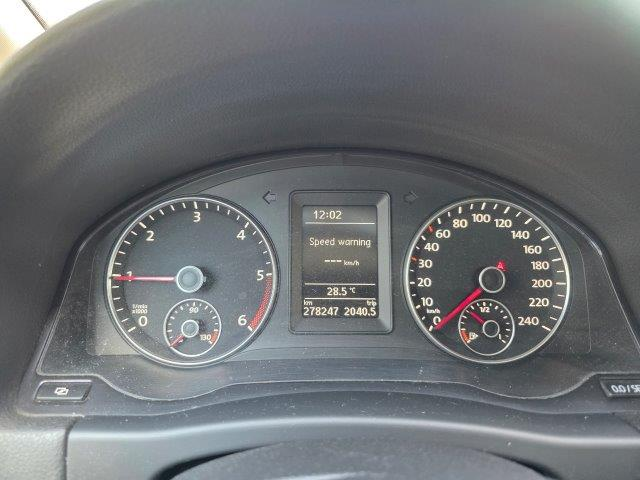 12:02
Speed warning
--- km/h
28.5 °C
km trip
278247 2040.5
0 1 2 3 4 5 6
1/min
x1000
90
130
0 10 20 30 40 60 80 100 120 140 160 180 200 220 240
1/2
0.0 / SE